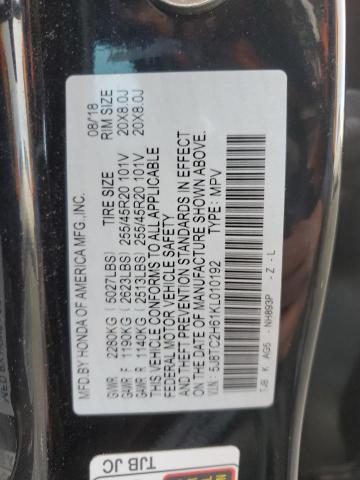 MFD.BY HONDA OF AMERICA MFG.,INC. 08/18
TIRE SIZE RIM SIZE
GVWR 2280KG (5027LBS)
GAWR F 1190KG (2623LBS) 255/45R20 101V 20X8.0J
GAWR R 1140KG (2513LBS) 255/45R20 101V 20X8.0J
THIS VEHICLE CONFORMS TO ALL APPLICABLE
FEDERAL MOTOR VEHICLE SAFETY
AND THEFT PREVENTION STANDARDS IN EFFECT
ON THE DATE OF MANUFACTURE SHOWN ABOVE.
V.I.N.: 5J8TC2H61KL010192 TYPE: MPV
TJB K AG5 - NH893P - Z - L
TJB JC